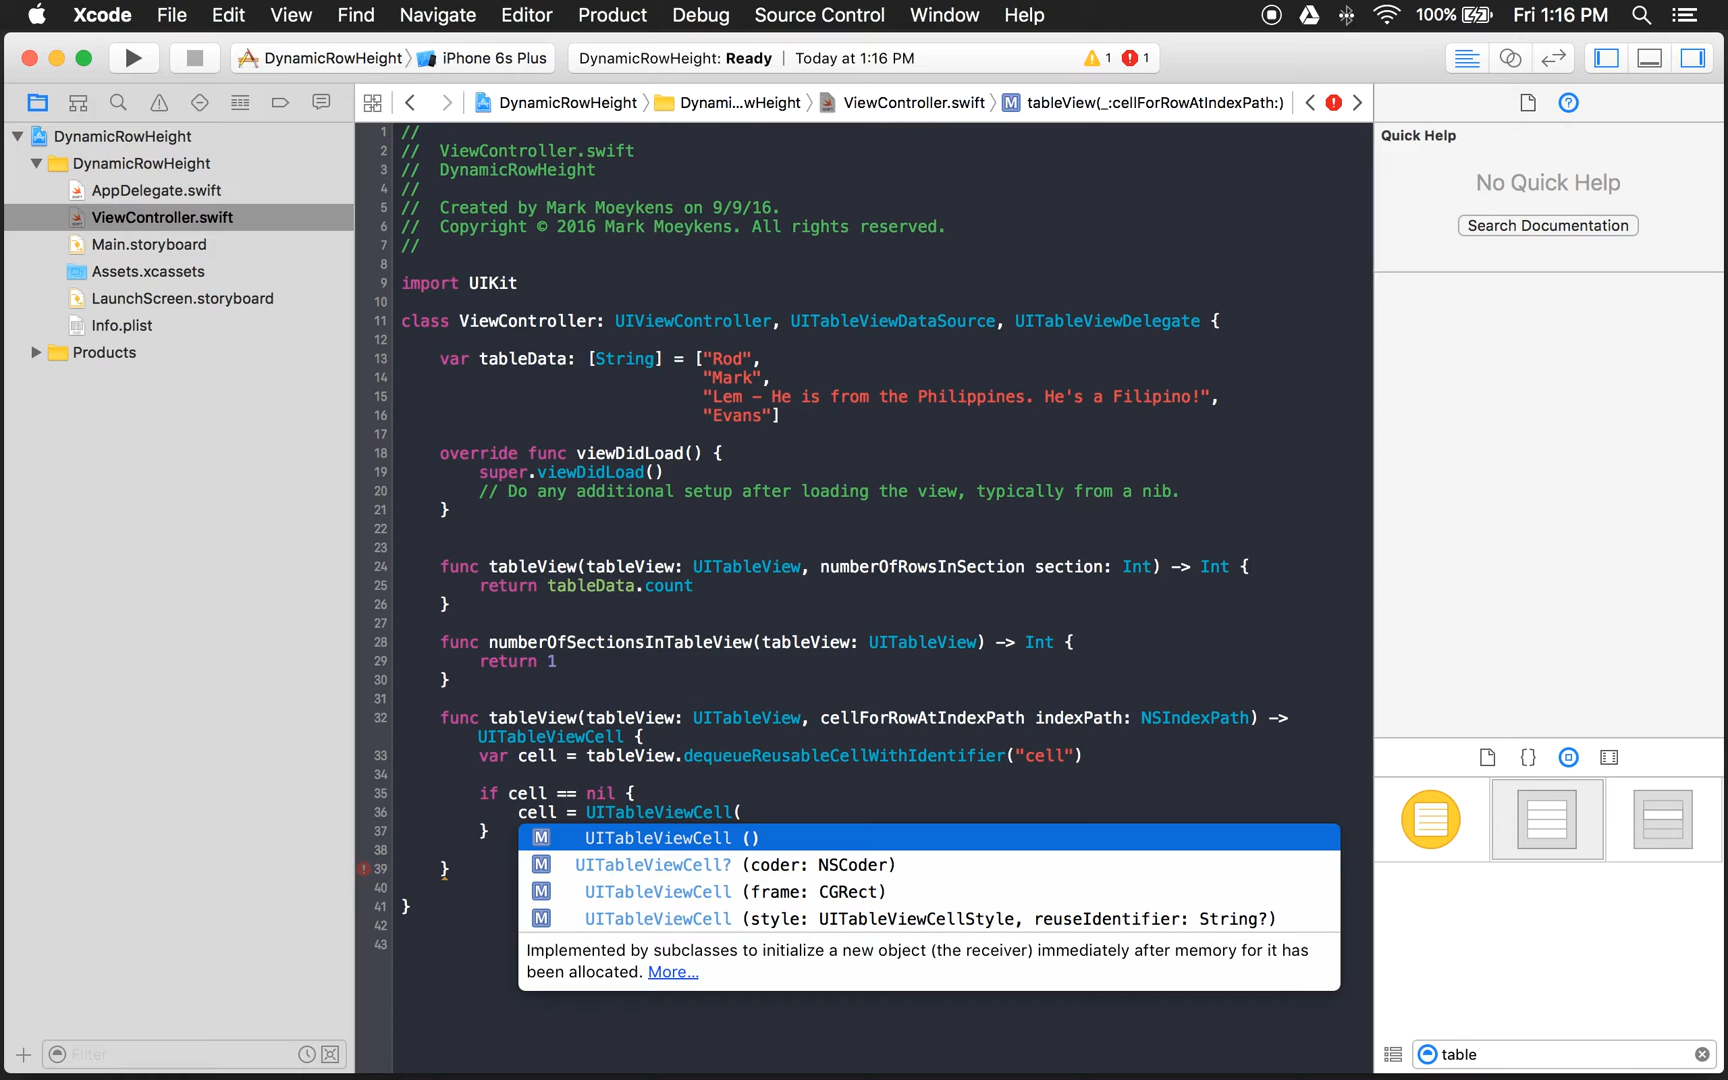 Xcode File Edit View Find Navigate Editor Product Debug Source Control Window Help 100% Fri 1:16 PM
DynamicRowHeight iPhone 6s Plus DynamicRowHeight: Ready Today at 1:16 PM 1 1
DynamicRowHeight Dynami...wHeight ViewController.swift M tableView(_:cellForRowAtIndexPath:)
DynamicRowHeight
DynamicRowHeight
AppDelegate.swift
ViewController.swift
Main.storyboard
Assets.xcassets
LaunchScreen.storyboard
Info.plist
Products
Filter
1 //
2 // ViewController.swift
3 // DynamicRowHeight
4 //
5 // Created by Mark Moeykens on 9/9/16.
6 // Copyright © 2016 Mark Moeykens. All rights reserved.
7 //
8
9 import UIKit
10
11 class ViewController: UIViewController, UITableViewDataSource, UITableViewDelegate {
12
13 var tableData: [String] = ["Rod",
14 "Mark",
15 "Lem - He is from the Philippines. He's a Filipino!",
16 "Evans"]
17
18 override func viewDidLoad() {
19 super.viewDidLoad()
20 // Do any additional setup after loading the view, typically from a nib.
21 }
22
23
24 func tableView(tableView: UITableView, numberOfRowsInSection section: Int) -> Int {
25 return tableData.count
26 }
27
28 func numberOfSectionsInTableView(tableView: UITableView) -> Int {
29 return 1
30 }
31
32 func tableView(tableView: UITableView, cellForRowAtIndexPath indexPath: NSIndexPath) ->
UITableViewCell {
33 var cell = tableView.dequeueReusableCellWithIdentifier("cell")
34
35 if cell == nil {
36 cell = UITableViewCell(
37 }
38
39 }
40
41 }
42
43
M UITableViewCell ()
M UITableViewCell? (coder: NSCoder)
M UITableViewCell (frame: CGRect)
M UITableViewCell (style: UITableViewCellStyle, reuseIdentifier: String?)
Implemented by subclasses to initialize a new object (the receiver) immediately after memory for it has
been allocated. More...
Quick Help
No Quick Help
Search Documentation
table